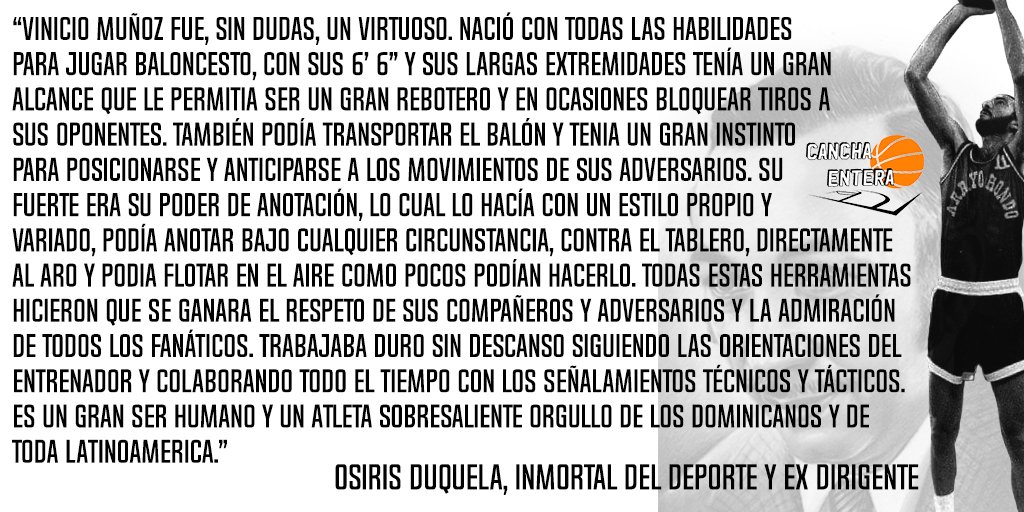 “VINICIO MUÑOZ FUE, SIN DUDAS, UN VIRTUOSO. NACIÓ CON TODAS LAS HABILIDADES
PARA JUGAR BALONCESTO, CON SUS 6’ 6” Y SUS LARGAS EXTREMIDADES TENÍA UN GRAN
ALCANCE QUE LE PERMITIA SER UN GRAN REBOTERO Y EN OCASIONES BLOQUEAR TIROS A
SUS OPONENTES. TAMBIÉN PODÍA TRANSPORTAR EL BALÓN Y TENIA UN GRAN INSTINTO
PARA POSICIONARSE Y ANTICIPARSE A LOS MOVIMIENTOS DE SUS ADVERSARIOS. SU
FUERTE ERA SU PODER DE ANOTACIÓN, LO CUAL LO HACÍA CON UN ESTILO PROPIO Y
VARIADO, PODÍA ANOTAR BAJO CUALQUIER CIRCUNSTANCIA, CONTRA EL TABLERO, DIRECTAMENTE
AL ARO Y PODIA FLOTAR EN EL AIRE COMO POCOS PODÍAN HACERLO. TODAS ESTAS HERRAMIENTAS
HICIERON QUE SE GANARA EL RESPETO DE SUS COMPAÑEROS Y ADVERSARIOS Y LA ADMIRACIÓN
DE TODOS LOS FANÁTICOS. TRABAJABA DURO SIN DESCANSO SIGUIENDO LAS ORIENTACIONES DEL
ENTRENADOR Y COLABORANDO TODO EL TIEMPO CON LOS SEÑALAMIENTOS TÉCNICOS Y TÁCTICOS.
ES UN GRAN SER HUMANO Y UN ATLETA SOBRESALIENTE ORGULLO DE LOS DOMINICANOS Y DE
TODA LATINOAMERICA.”
OSIRIS DUQUELA, INMORTAL DEL DEPORTE Y EX DIRIGENTE
CANCHA
ENTERA
ARROYO HONDO